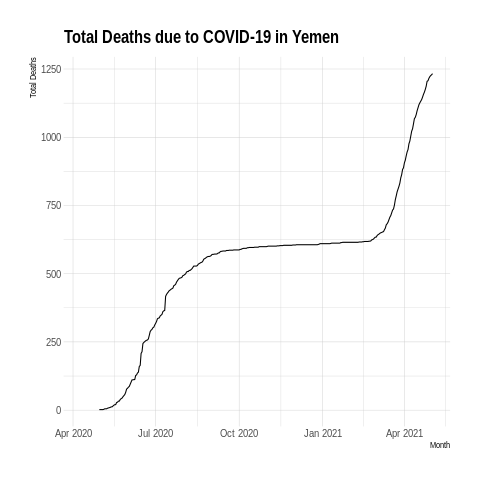 Total Deaths due to COVID-19 in Yemen
Total Deaths
1250
1000
750
500
250
0
Apr 2020 Jul 2020 Oct 2020 Jan 2021 Apr 2021
Month